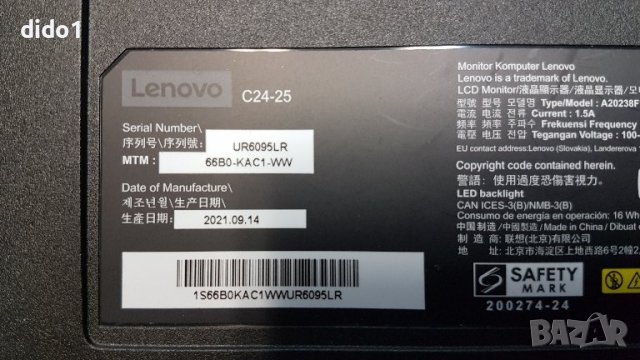 dido1
Lenovo
C24-25
Serial Number\
序列号\序列號: UR6095LR
MTM : 66B0-KAC1-WW
Date of Manufacture\
제조년월\生产日期\
生產日期: 2021.09.14
1S66B0KAC1WWUR6095LR
Monitor Komputer Lenovo
Lenovo is a trademark of Lenovo.
LCD Monitor/液晶顯示器/液晶显示器/모니
型號 型号 모델명 Type/Model : A20238F
電流 电流 전류 Current : 1.5A
頻率 频率 주파수 Frekuensi Frequency
電壓 电压 전압 Tegangan Voltage : 100-
EU contact address:Lenovo (Slovakia), Landererova 1
Copyright code contained herein.
警語: 使用過度恐傷害視力。
LED backlight
CAN ICES-3(B)/NMB-3(B)
Consumo de energía en operación: 16 Wh
中国制造 /中國製造 / Made in China / Dibuat
制 造 商: 联想(北京)有限公司
地 址: 北京市海淀区上地西路6号2幢2
SAFETY
MARK
200274-24
BAZAR